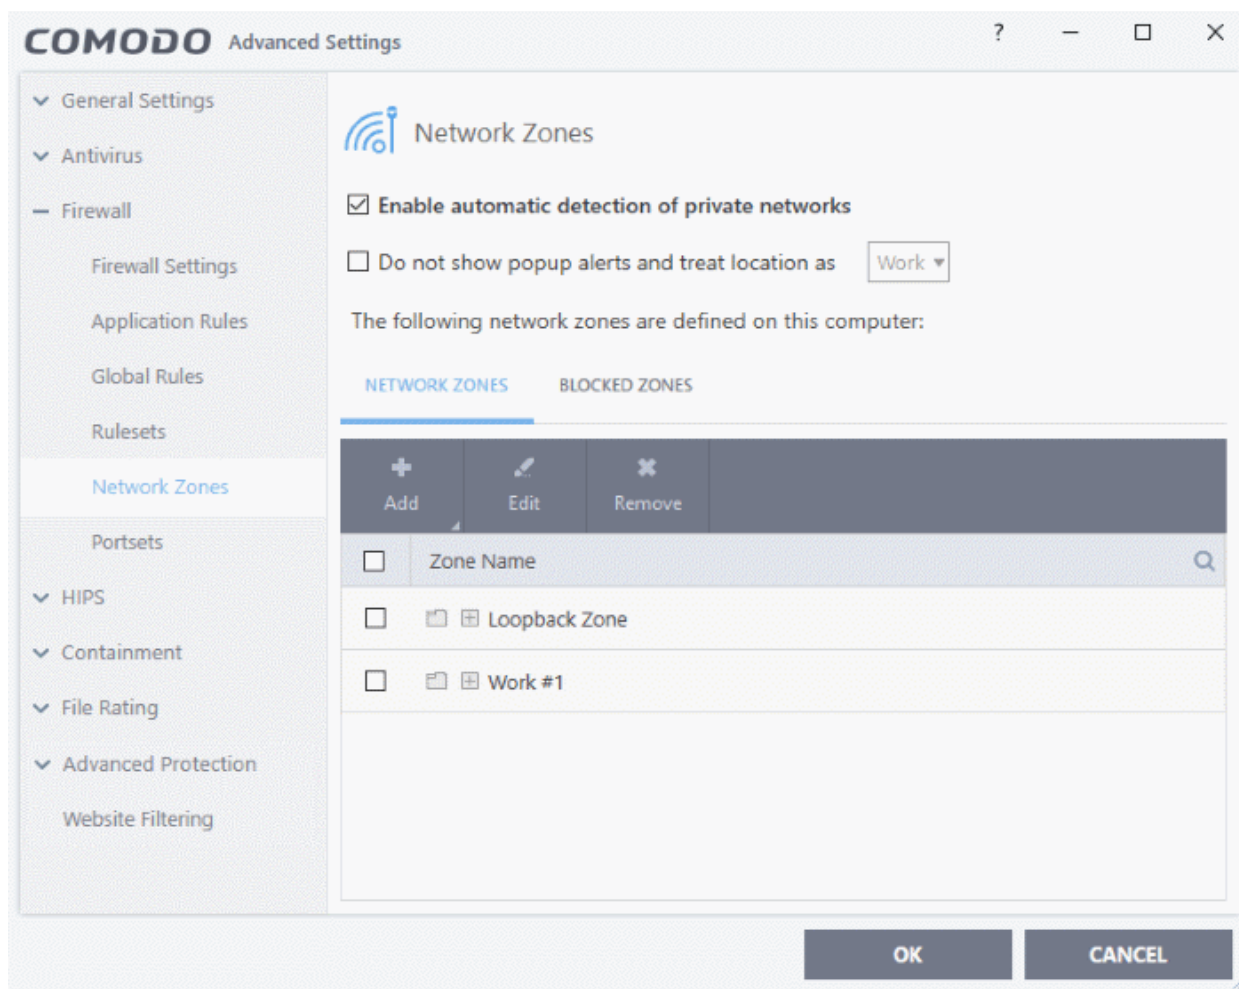 COMODO Advanced Settings ?
General Settings
Antivirus
Firewall
Firewall Settings
Application Rules
Global Rules
Rulesets
Network Zones
Portsets
HIPS
Containment
File Rating
Advanced Protection
Website Filtering
Network Zones
Enable automatic detection of private networks
Do not show popup alerts and treat location as Work
The following network zones are defined on this computer:
NETWORK ZONES BLOCKED ZONES
Add Edit Remove
Zone Name
Loopback Zone
Work #1
OK CANCEL